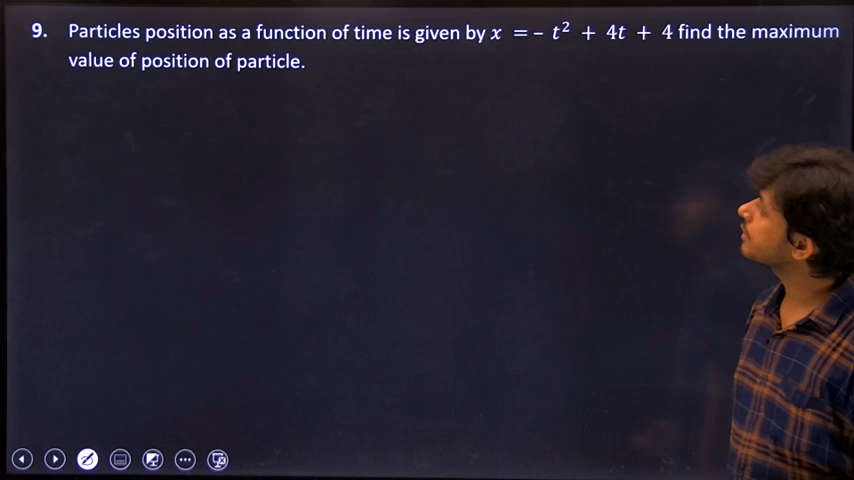 9. Particles position as a function of time is given by x = – t² + 4t + 4 find the maximum
value of position of particle.